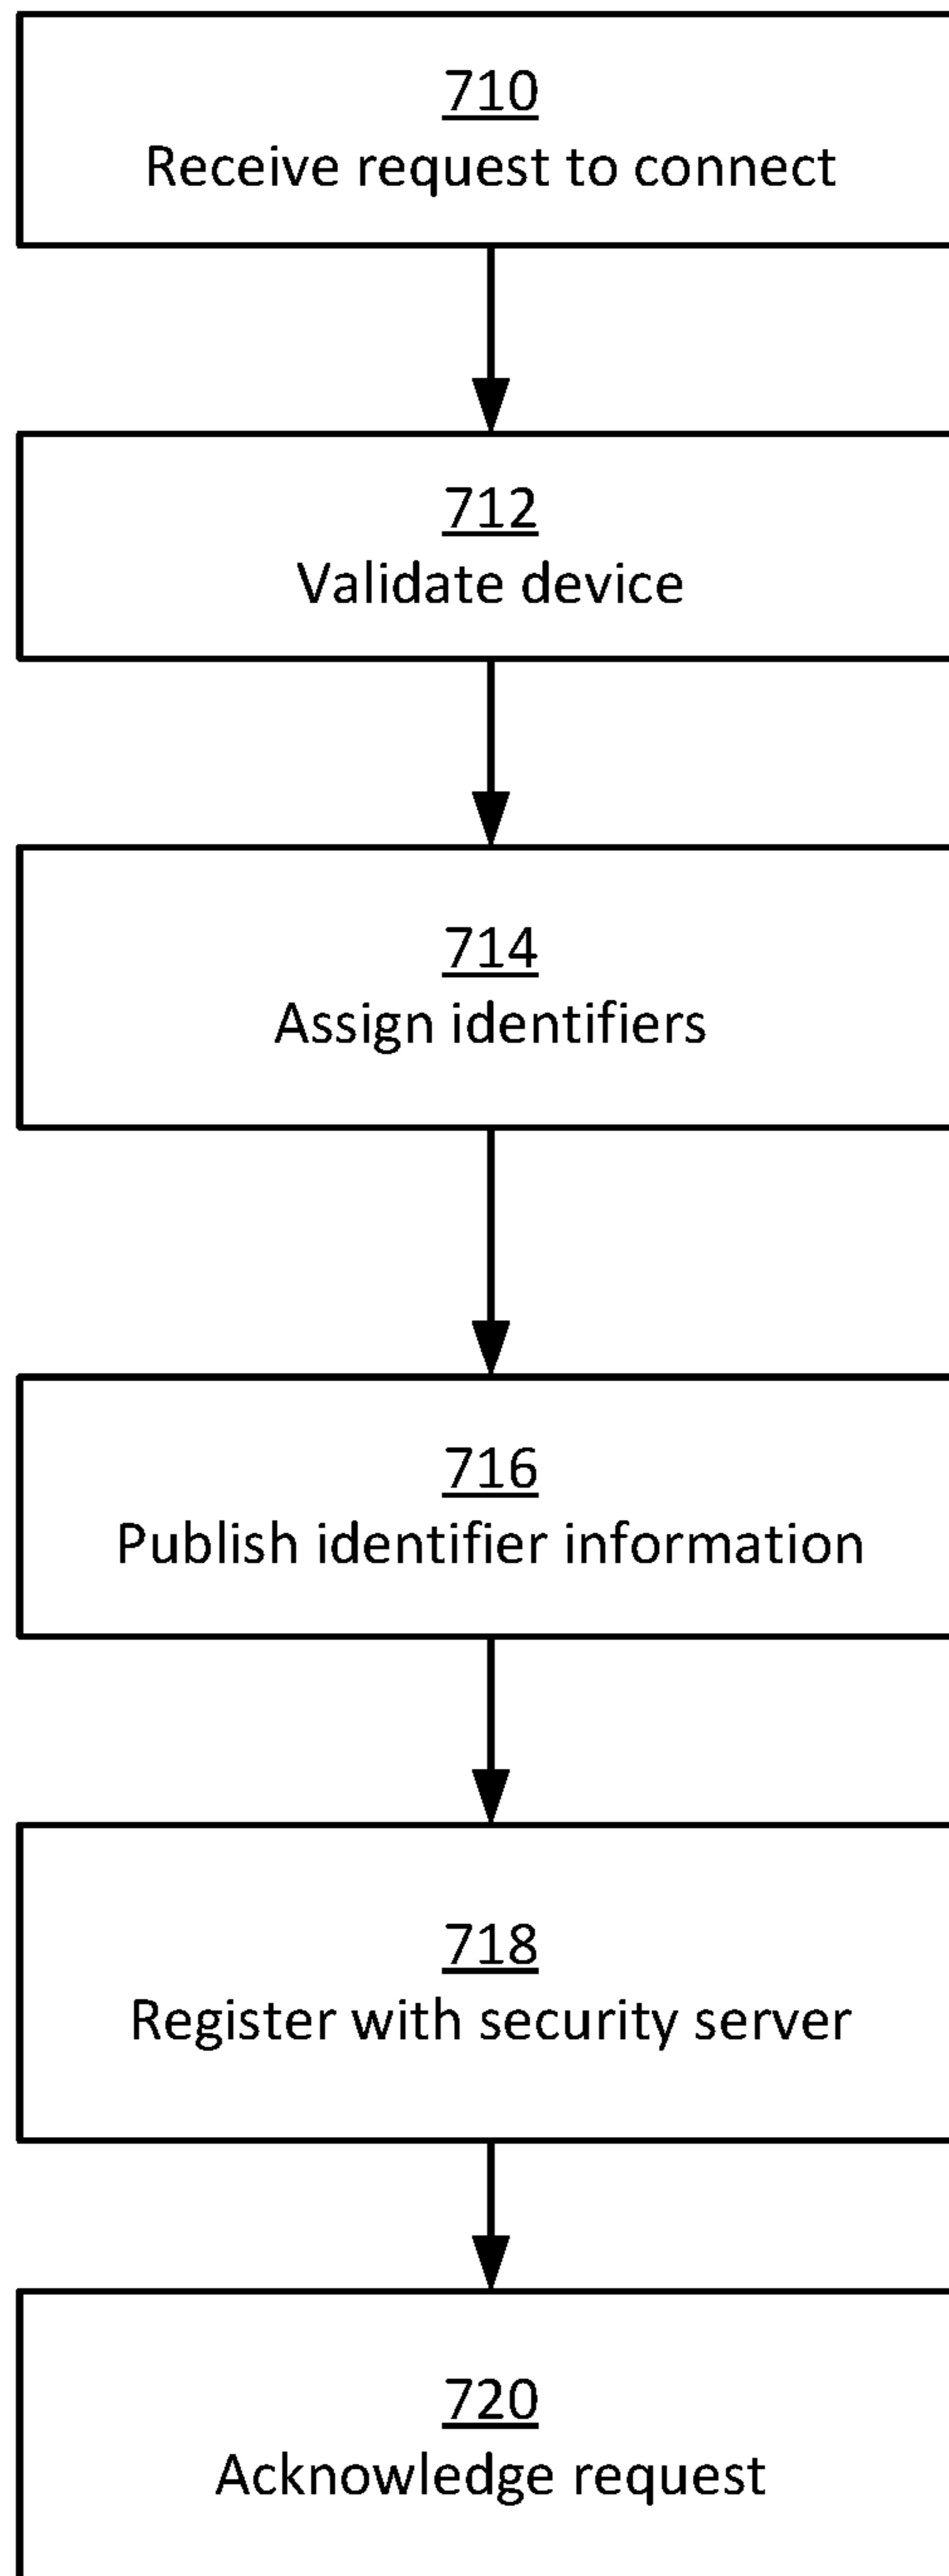 710
Receive request to connect
712
Validate device
714
Assign identifiers
716
Publish identifier information
718
Register with security server
720
Acknowledge request